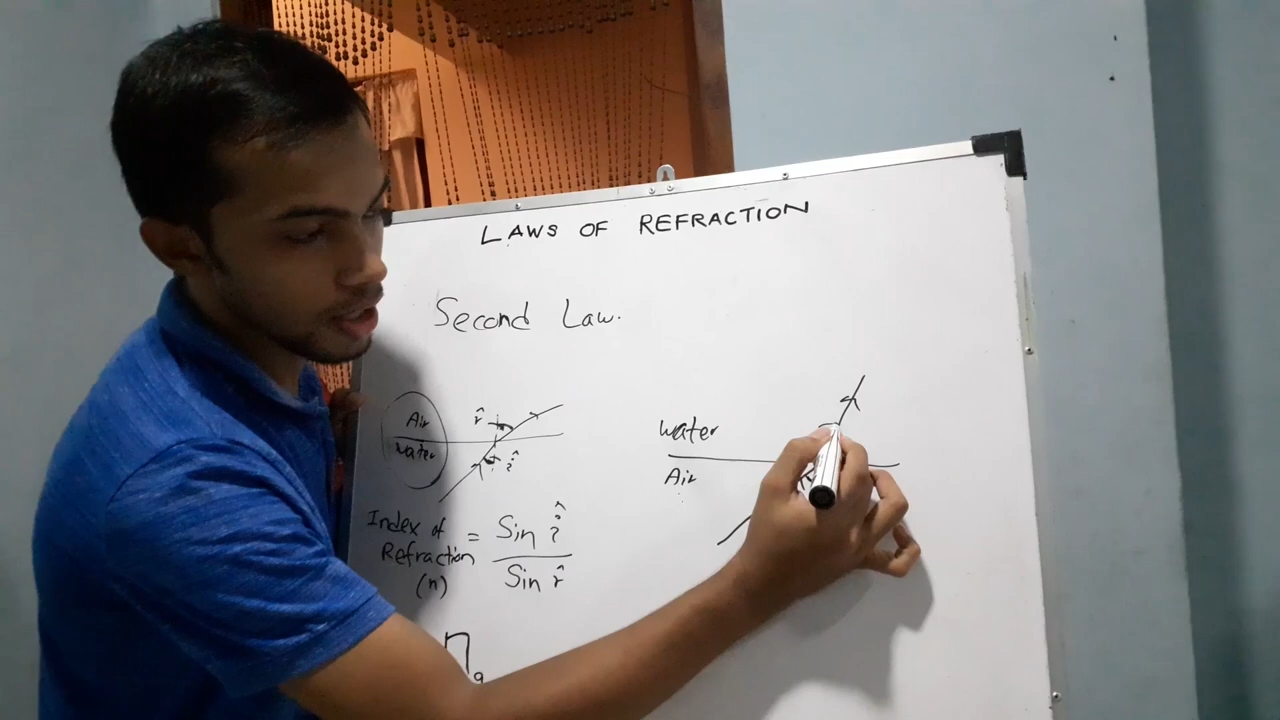 LAWS OF REFRACTION
Second Law.
Air
water
r̂
î
Index of
Refraction
(n)
= Sin î
Sin r̂
n
water
Air